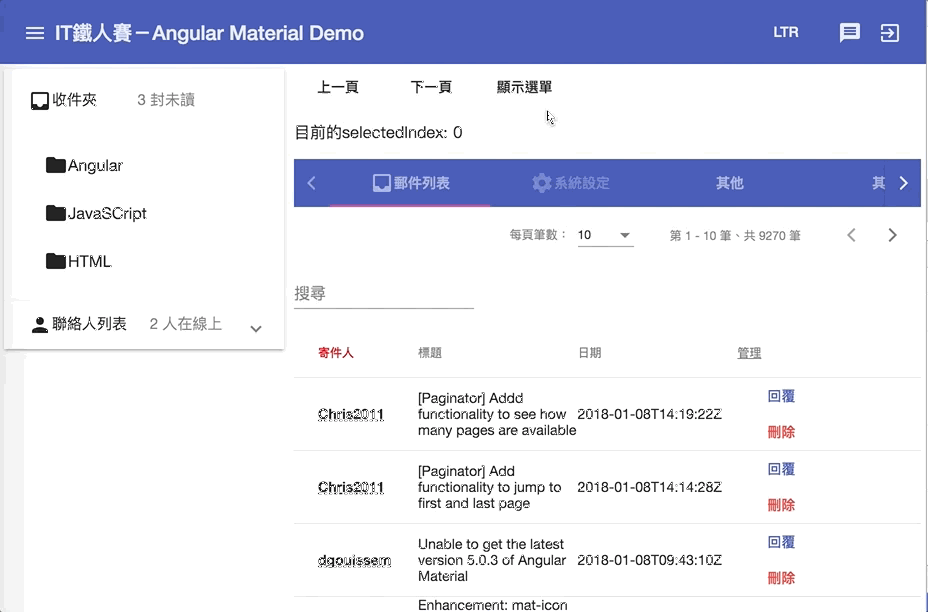 IT鐵人賽－Angular Material Demo
LTR
收件夾 3 封未讀
Angular
JavaSCript
HTML
聯絡人列表 2 人在線上
上一頁 下一頁 顯示選單
目前的selectedIndex: 0
郵件列表 系統設定 其他 其
每頁筆數： 10 第 1 - 10 筆、共 9270 筆
搜尋
寄件人 標題 日期 管理
Chris2011
[Paginator] Addd
functionality to see how
many pages are available
2018-01-08T14:19:22Z
回覆
刪除
Chris2011
[Paginator] Add
functionality to jump to
first and last page
2018-01-08T14:14:28Z
回覆
刪除
dgouissem
Unable to get the latest
version 5.0.3 of Angular
Material
2018-01-08T09:43:10Z
回覆
刪除
Enhancement: mat-icon